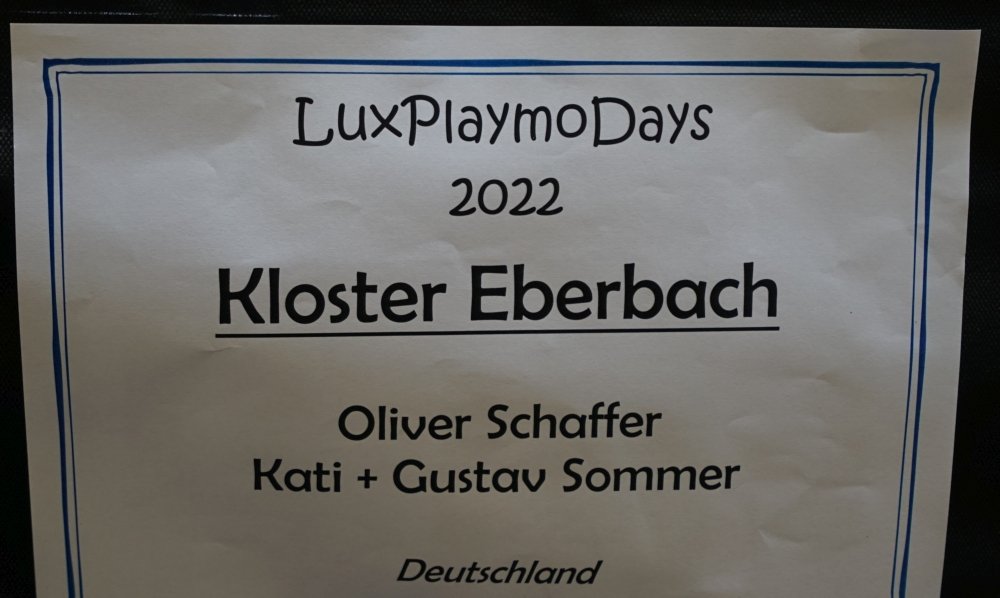 LuxPlaymoDays
2022
Kloster Eberbach
Oliver Schaffer
Kati + Gustav Sommer
Deutschland